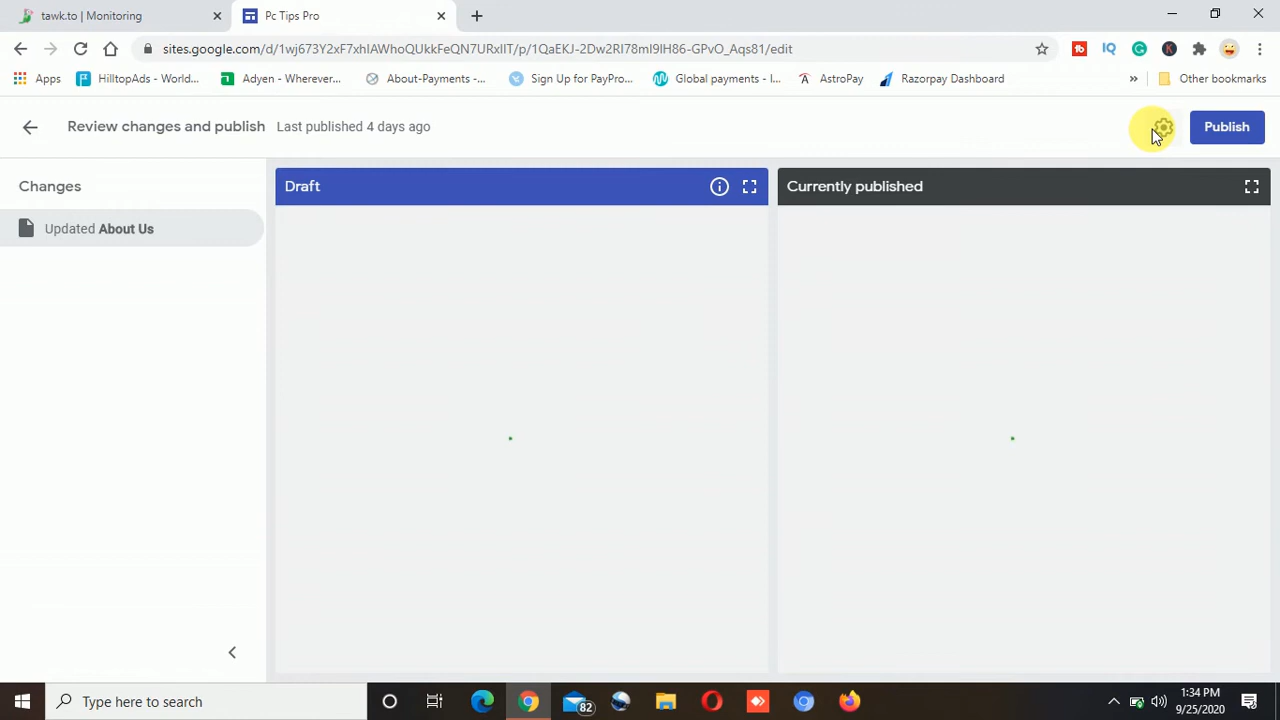 tawk.to | Monitoring
Pc Tips Pro
sites.google.com/d/1wj673Y2xF7xhIAWhoQUkkFeQN7URxIIT/p/1QaEKJ-2Dw2RI78mI9IH86-GPvO_Aqs81/edit
Apps
HilltopAds - World...
Adyen - Wherever...
About-Payments -...
Sign Up for PayPro...
Global payments - I...
AstroPay
Razorpay Dashboard
»
Other bookmarks
Review changes and publish
Last published 4 days ago
Publish
Changes
Draft
Currently published
Updated About Us
Type here to search
82
1:34 PM
9/25/2020